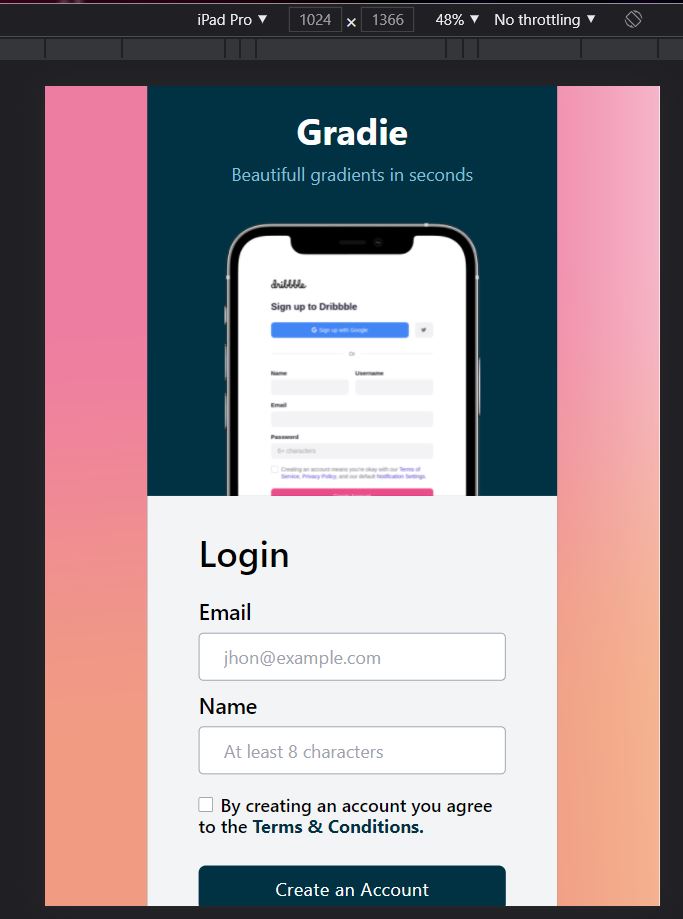 iPad Pro ▼ 1024 × 1366 48% ▼ No throttling ▼
Gradie
Beautifull gradients in seconds
dribbble
Sign up to Dribbble
G Sign up with Google
Or
Name Username
Email
Password
6+ characters
Creating an account means you're okay with our Terms of
Service, Privacy Policy, and our default Notification Settings.
Login
Email
jhon@example.com
Name
At least 8 characters
By creating an account you agree
to the Terms & Conditions.
Create an Account